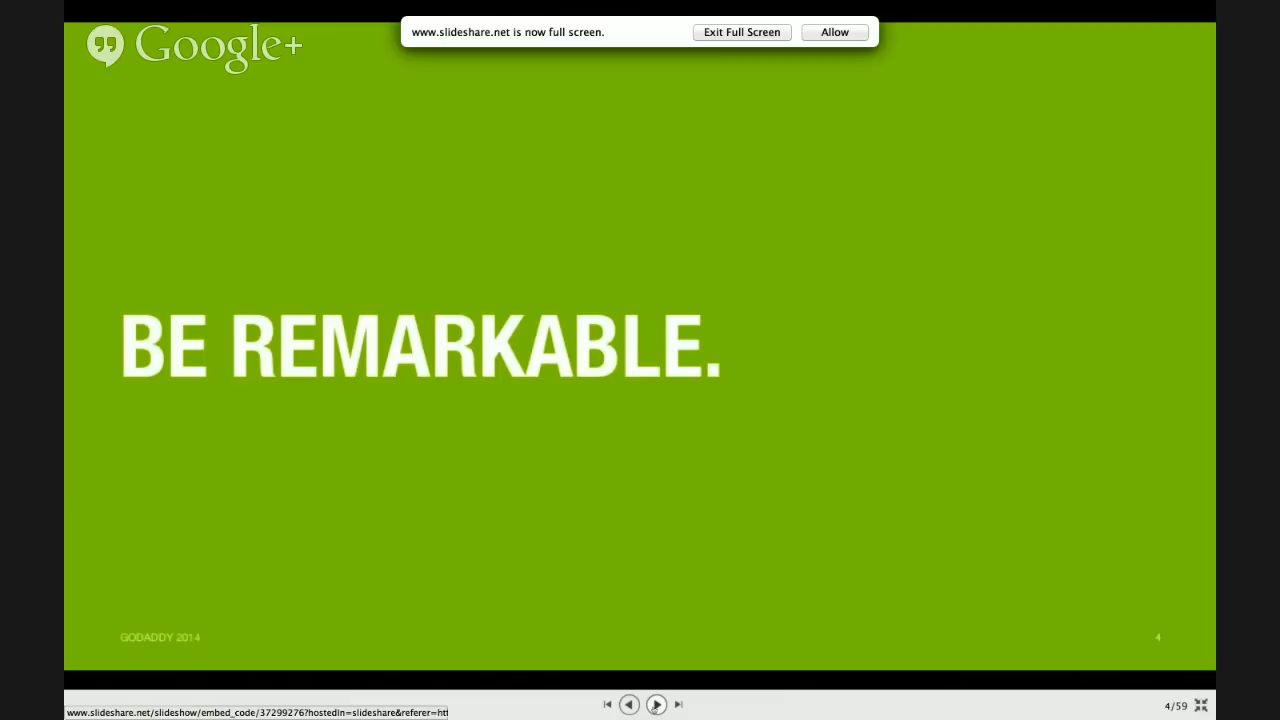 Google+
www.slideshare.net is now full screen.
Exit Full Screen
Allow
BE REMARKABLE.
GODADDY 2014
4
4/59
www.slideshare.net/slideshow/embed_code/37299276?hostedIn=slideshare&referer=htt